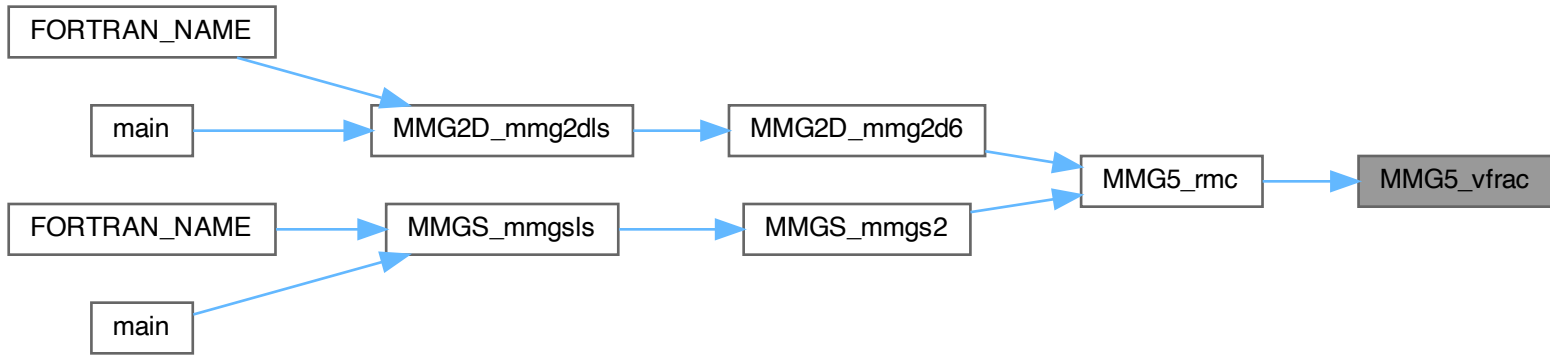 FORTRAN_NAME
main
MMG2D_mmg2dls
MMG2D_mmg2d6
MMG5_rmc
MMG5_vfrac
FORTRAN_NAME
MMGS_mmgsls
MMGS_mmgs2
main